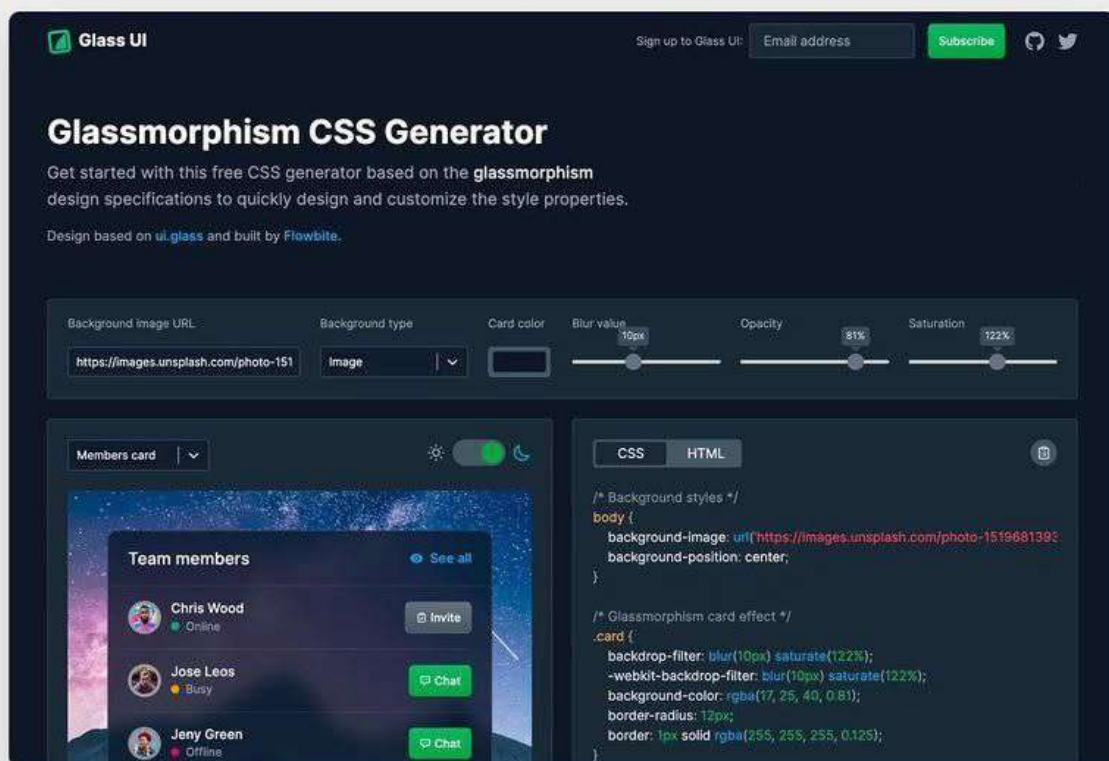 Glass UI
Sign up to Glass UI:
Email address
Subscribe
Glassmorphism CSS Generator
Get started with this free CSS generator based on the glassmorphism
design specifications to quickly design and customize the style properties.
Design based on ui.glass and built by Flowbite.
Background image URL
Background type
Card color
Blur value
Opacity
Saturation
10px
81%
122%
https://images.unsplash.com/photo-151
Image
Members card
CSS
HTML
Team members
See all
Chris Wood
Online
Invite
Jose Leos
Busy
Chat
Jeny Green
Offline
Chat
/* Background styles */
body {
background-image: url('https://images.unsplash.com/photo-1519681393
background-position: center;
}
/* Glassmorphism card effect */
.card {
backdrop-filter: blur(10px) saturate(122%);
-webkit-backdrop-filter: blur(10px) saturate(122%);
background-color: rgba(17, 25, 40, 0.81);
border-radius: 12px;
border: 1px solid rgba(255, 255, 255, 0.125);
}